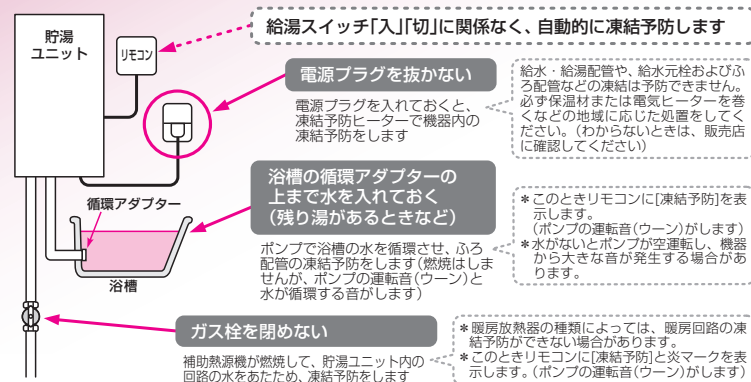 給湯スイッチ「入」「切」に関係なく、自動的に凍結予防します
貯湯
ユニット
リモコン
電源プラグを抜かない
電源プラグを入れておくと、
凍結予防ヒーターで機器内の
凍結予防をします
給水・給湯配管や、給水元栓およびふ
ろ配管などの凍結は予防できません。
必ず保温材または電気ヒーターを巻
くなどの地域に応じた処置をしてく
ださい。（わからないときは、販売店
に確認してください）
循環アダプター
浴槽
浴槽の循環アダプターの
上まで水を入れておく
（残り湯があるときなど）
ポンプで浴槽の水を循環させ、ふろ
配管の凍結予防をします（燃焼はしま
せんが、ポンプの運転音（ウーン）と
水が循環する音がします）
＊このときリモコンに[凍結予防]を表
示します。
（ポンプの運転音（ウーン）がします）
＊水がないとポンプが空運転し、機器
から大きな音が発生する場合があ
ります。
ガス栓を閉めない
補助熱源機が燃焼して、貯湯ユニット内の
回路の水をあたため、凍結予防をします
＊暖房放熱器の種類によっては、暖房回路の凍
結予防ができない場合があります。
＊このときリモコンに[凍結予防]と炎マークを表
示します。（ポンプの運転音（ウーン）がします）